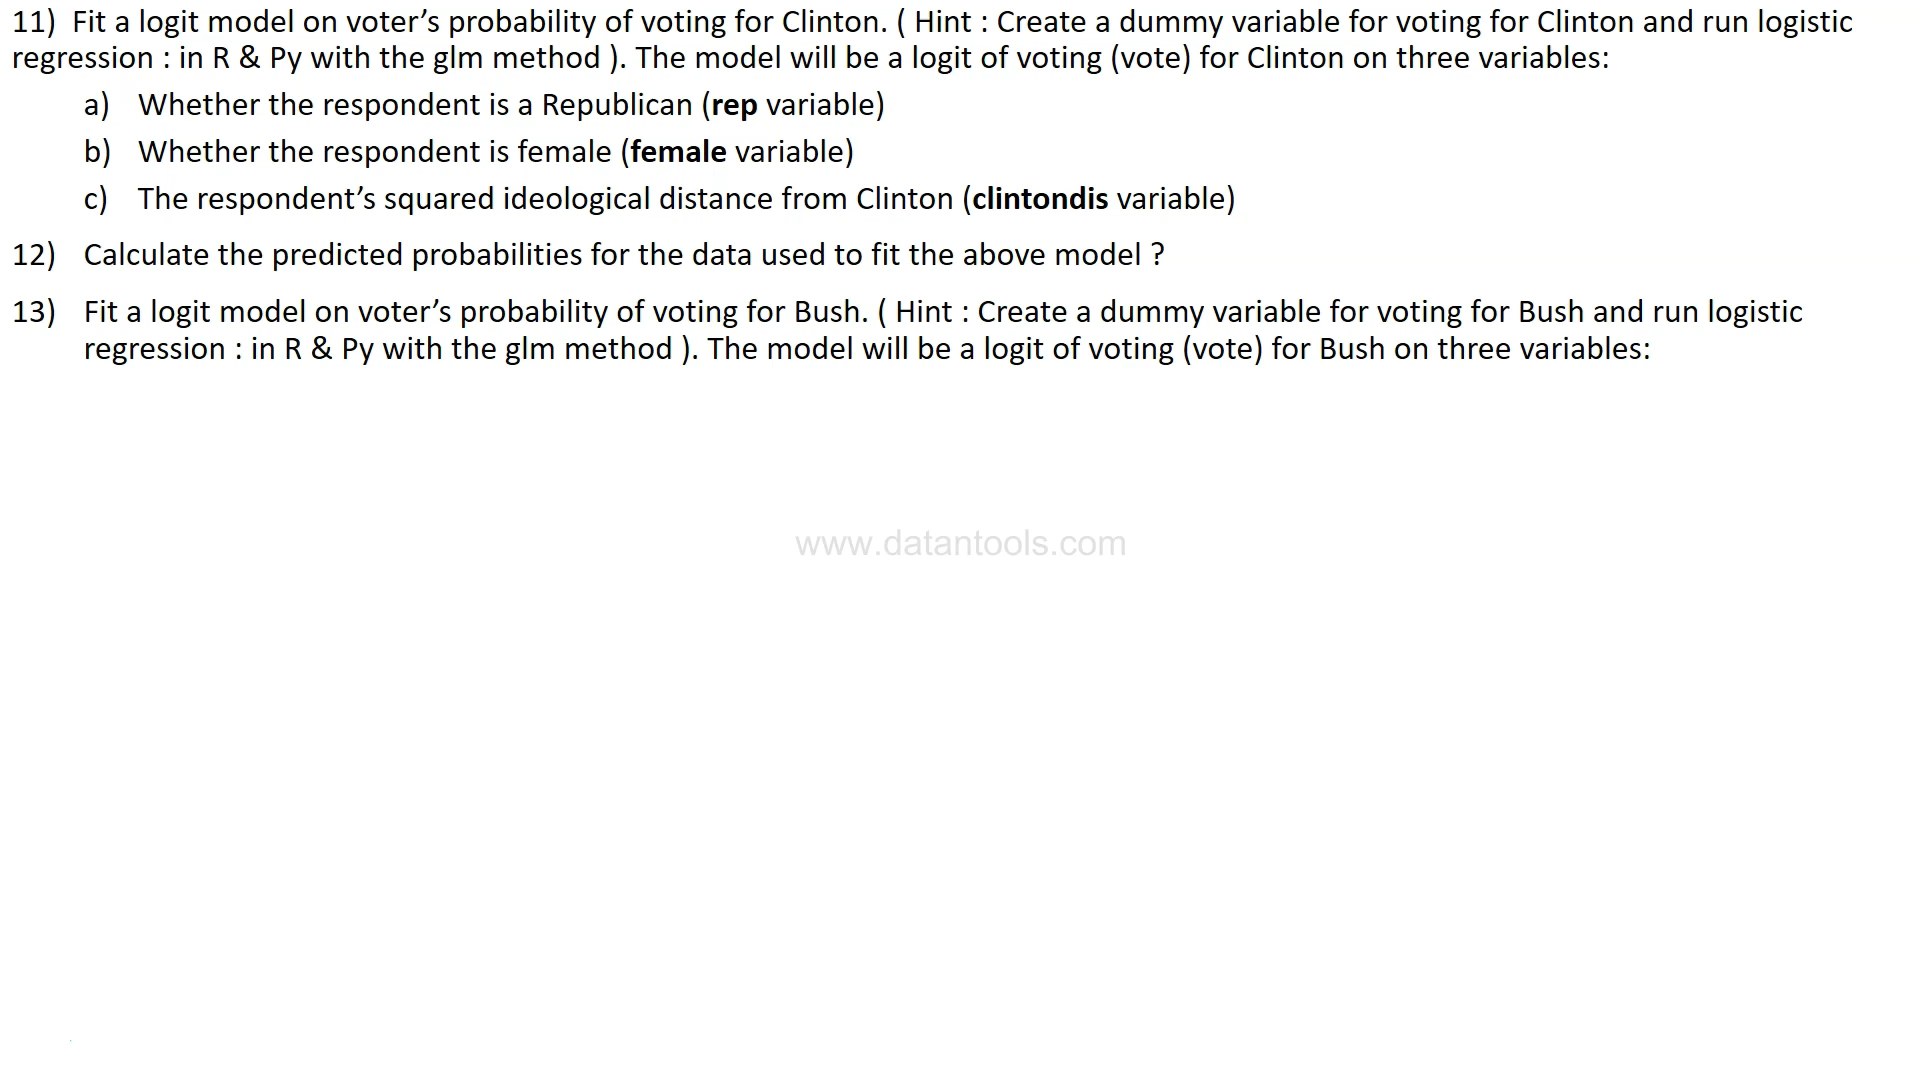 11)  Fit a logit model on voter’s probability of voting for Clinton. ( Hint : Create a dummy variable for voting for Clinton and run logistic
regression : in R & Py with the glm method ). The model will be a logit of voting (vote) for Clinton on three variables:
a) Whether the respondent is a Republican (rep variable)
b) Whether the respondent is female (female variable)
c) The respondent’s squared ideological distance from Clinton (clintondis variable)
12) Calculate the predicted probabilities for the data used to fit the above model ?
13) Fit a logit model on voter’s probability of voting for Bush. ( Hint : Create a dummy variable for voting for Bush and run logistic
regression : in R & Py with the glm method ). The model will be a logit of voting (vote) for Bush on three variables:
www.datantools.com